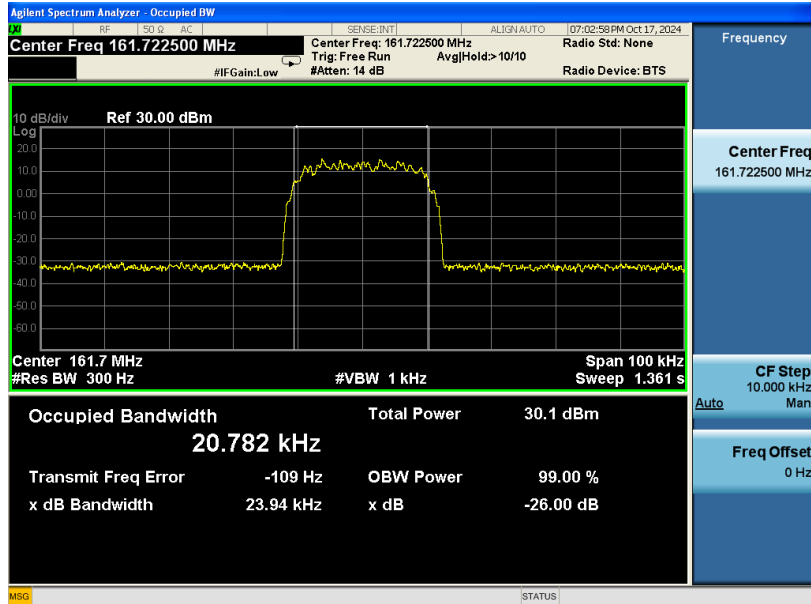 Agilent Spectrum Analyzer - Occupied BW
LXI RF 50 Ω AC SENSE:INT ALIGN AUTO 07:02:58 PM Oct 17, 2024
Center Freq 161.722500 MHz
Center Freq: 161.722500 MHz Radio Std: None
Trig: Free Run Avg|Hold:> 10/10
#IFGain:Low #Atten: 14 dB Radio Device: BTS
10 dB/div Ref 30.00 dBm
Log
20.0
10.0
0.00
-10.0
-20.0
-30.0
-40.0
-50.0
-60.0
Center 161.7 MHz Span 100 kHz
#Res BW 300 Hz #VBW 1 kHz Sweep 1.361 s
Occupied Bandwidth Total Power 30.1 dBm
20.782 kHz
Transmit Freq Error -109 Hz OBW Power 99.00 %
x dB Bandwidth 23.94 kHz x dB -26.00 dB
MSG STATUS
Frequency
Center Freq
161.722500 MHz
CF Step
10.000 kHz
Auto Man
Freq Offset
0 Hz